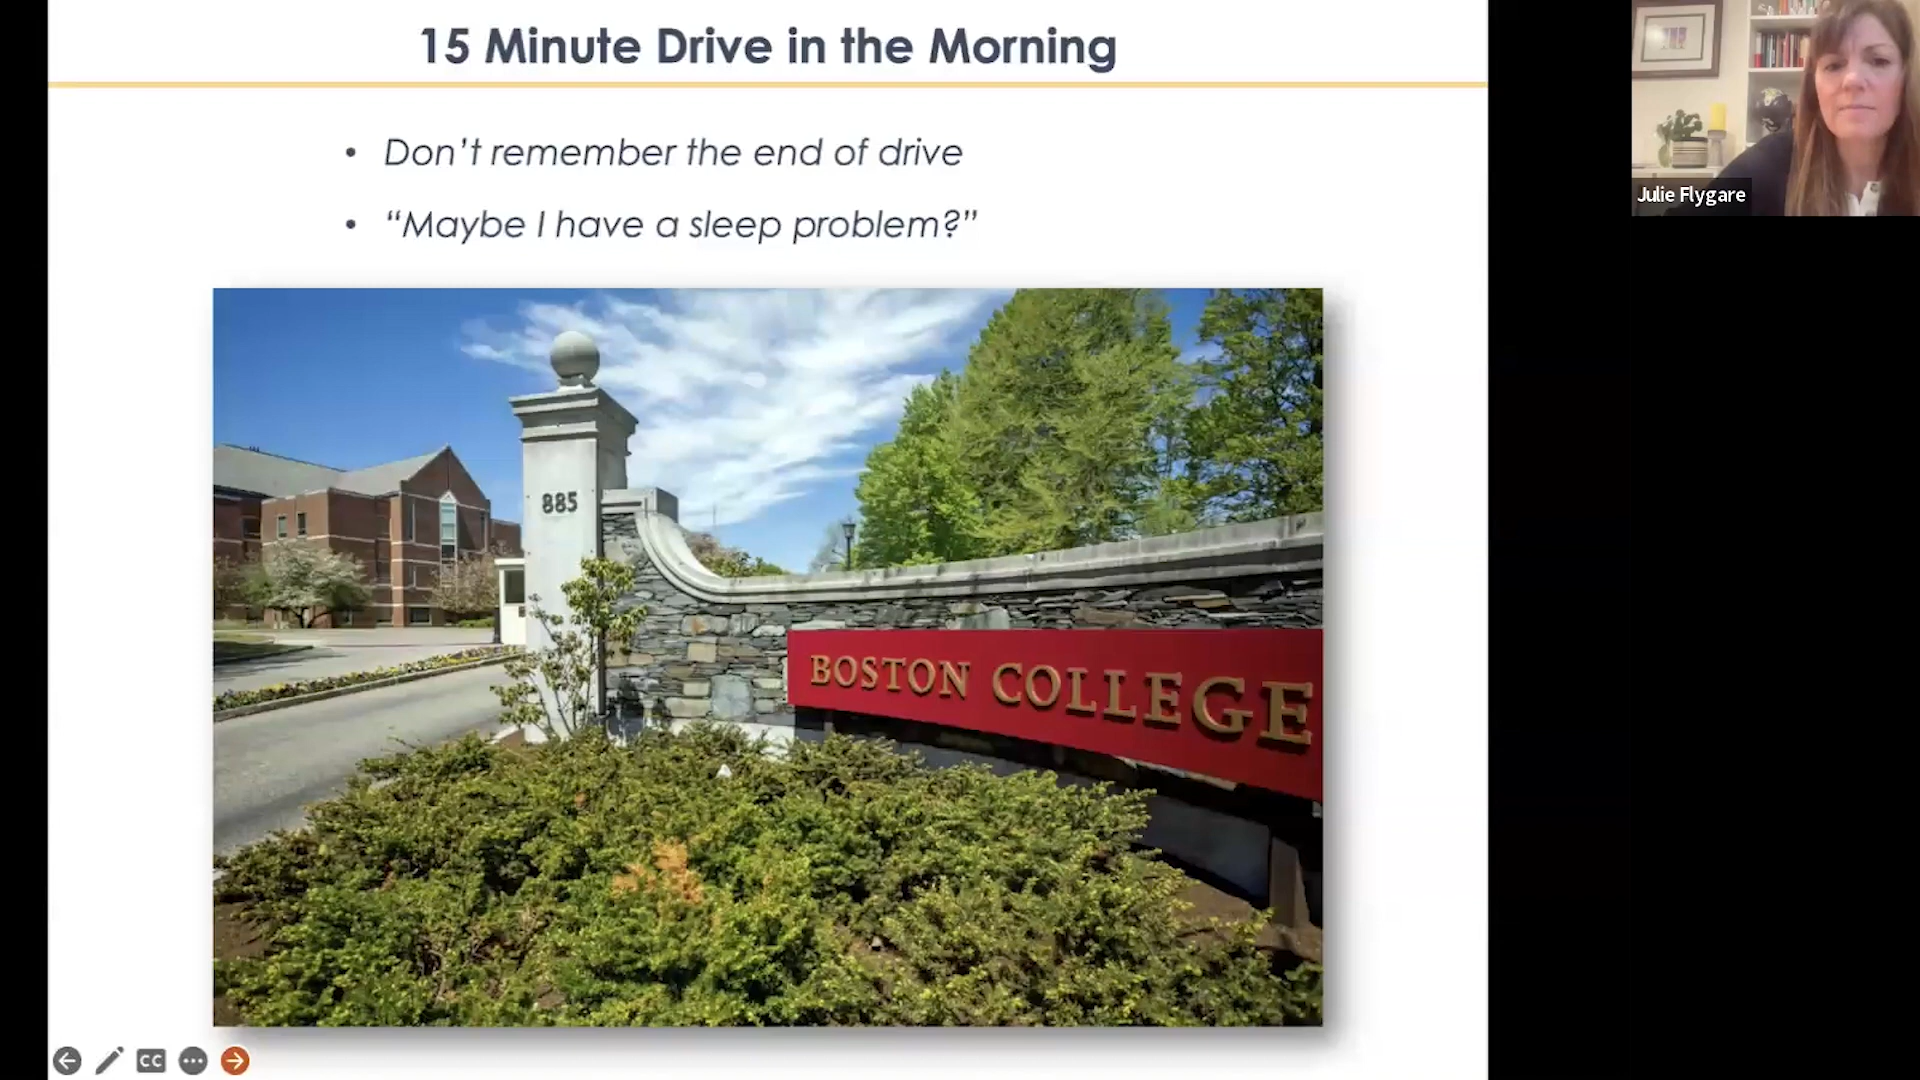 15 Minute Drive in the Morning
• Don’t remember the end of drive
• “Maybe I have a sleep problem?”
885
BOSTON COLLEGE
Julie Flygare
CC